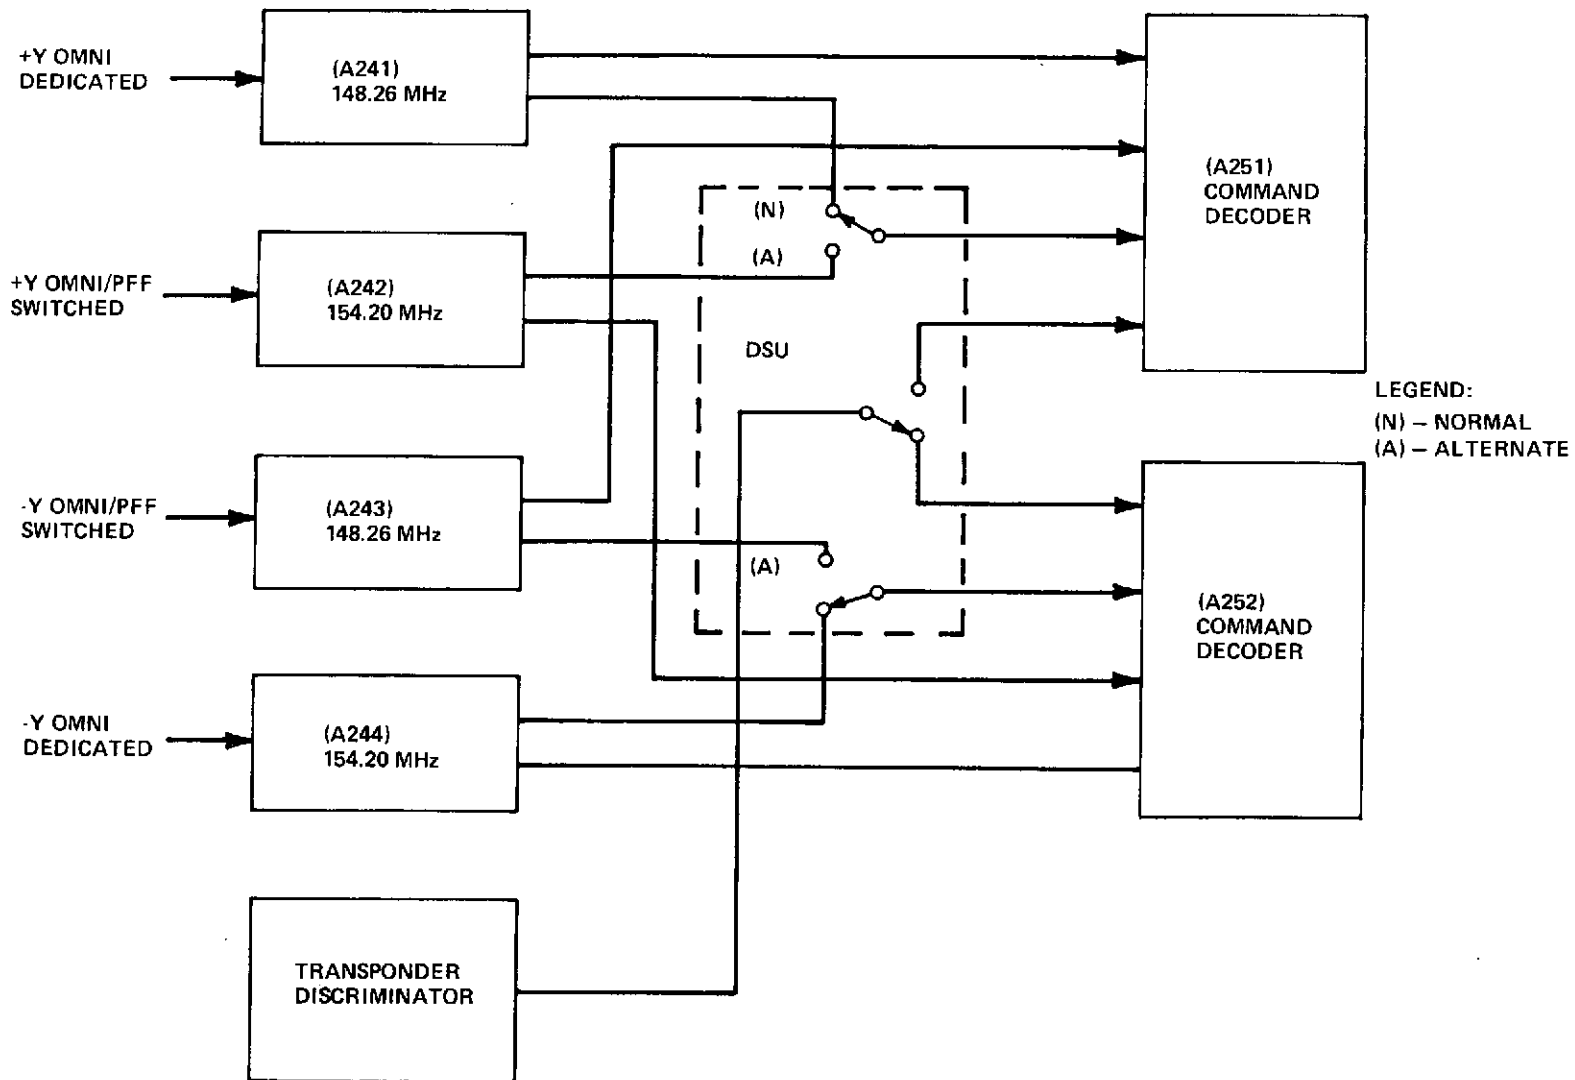 +Y OMNI
DEDICATED
(A241)
148.26 MHz
+Y OMNI/PFF
SWITCHED
(A242)
154.20 MHz
-Y OMNI/PFF
SWITCHED
(A243)
148.26 MHz
-Y OMNI
DEDICATED
(A244)
154.20 MHz
TRANSPONDER
DISCRIMINATOR
(N)
(A)
DSU
(A)
(A251)
COMMAND
DECODER
(A252)
COMMAND
DECODER
LEGEND:
(N) – NORMAL
(A) – ALTERNATE